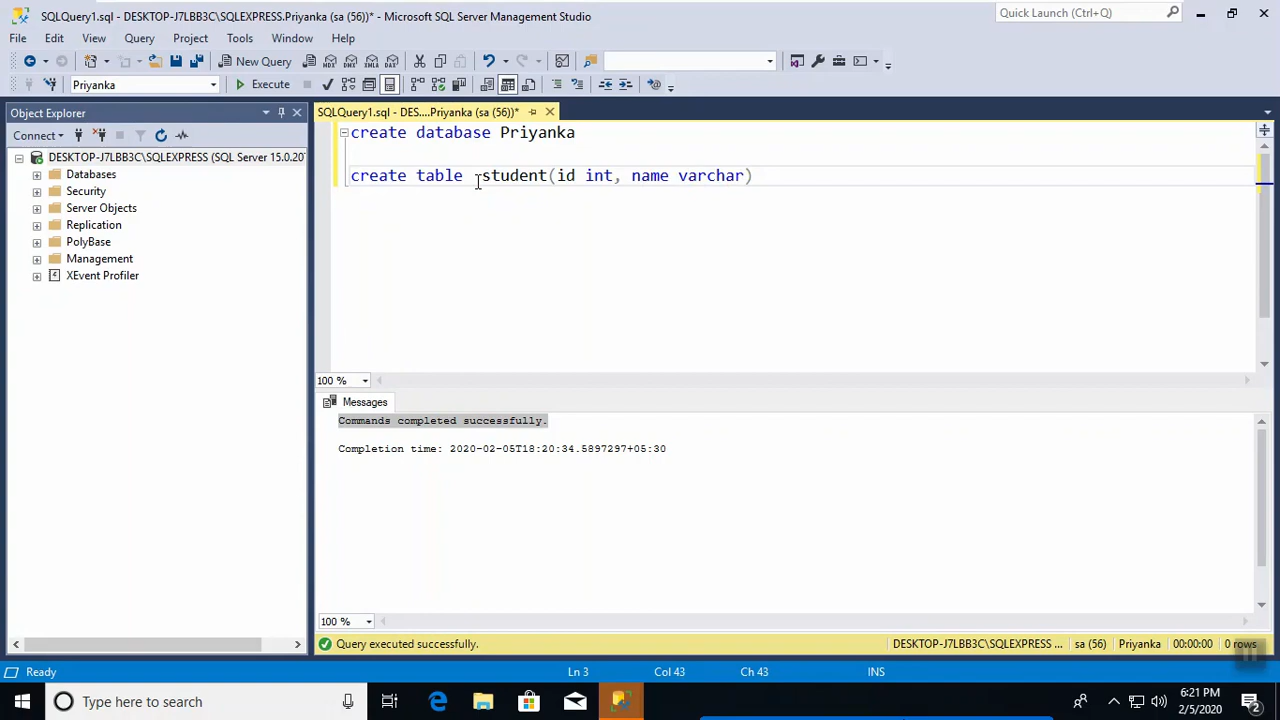 SQLQuery1.sql - DESKTOP-J7LBB3C\SQLEXPRESS.Priyanka (sa (56))* - Microsoft SQL Server Management Studio
Quick Launch (Ctrl+Q)
File Edit View Query Project Tools Window Help
New Query
Priyanka
Execute
Object Explorer
SQLQuery1.sql - DES....Priyanka (sa (56))*
Connect
create database Priyanka
DESKTOP-J7LBB3C\SQLEXPRESS (SQL Server 15.0.20
Databases
create table student(id int, name varchar)
Security
Server Objects
Replication
PolyBase
Management
XEvent Profiler
100 %
Messages
Commands completed successfully.
Completion time: 2020-02-05T18:20:34.5897297+05:30
100 %
Query executed successfully.
DESKTOP-J7LBB3C\SQLEXPRESS ... sa (56) Priyanka 00:00:00 0 rows
Ready Ln 3 Col 43 Ch 43 INS
Type here to search
6:21 PM
2/5/2020
2